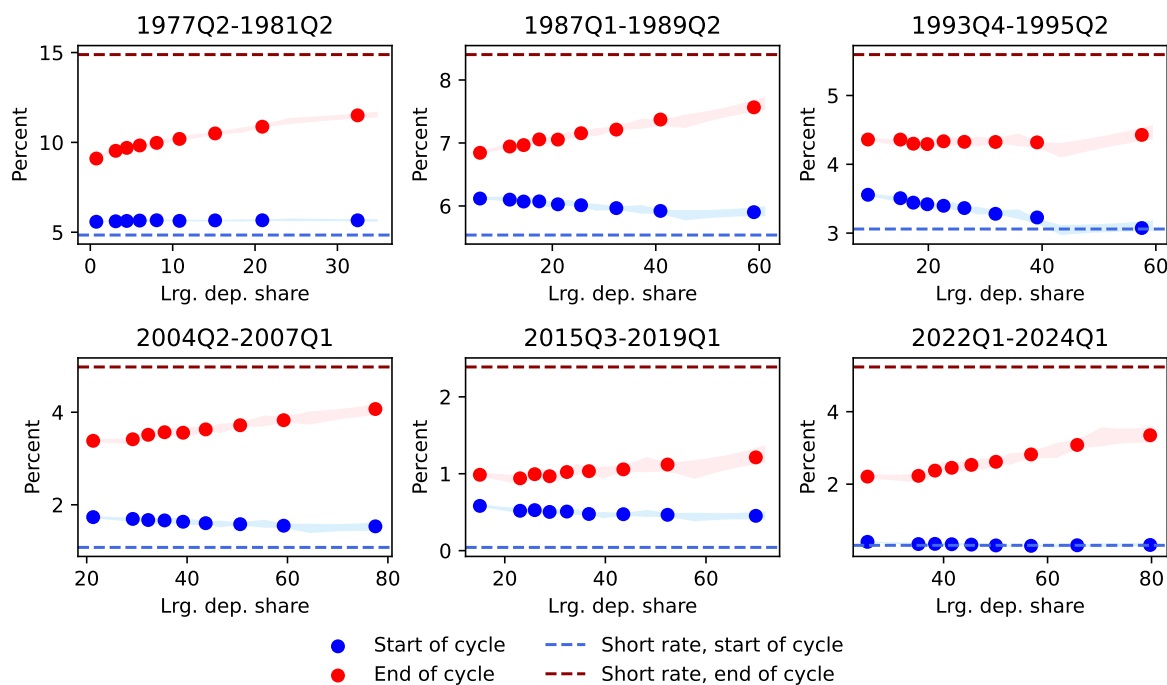 1977Q2-1981Q2
1987Q1-1989Q2
1993Q4-1995Q2
Percent
15
10
5
0
10
20
30
Lrg. dep. share
Percent
8
7
6
20
40
60
Lrg. dep. share
Percent
5
4
3
20
40
60
Lrg. dep. share
2004Q2-2007Q1
2015Q3-2019Q1
2022Q1-2024Q1
Percent
4
2
20
40
60
80
Lrg. dep. share
Percent
2
1
0
20
40
60
Lrg. dep. share
Percent
4
2
40
60
80
Lrg. dep. share
Start of cycle
End of cycle
Short rate, start of cycle
Short rate, end of cycle